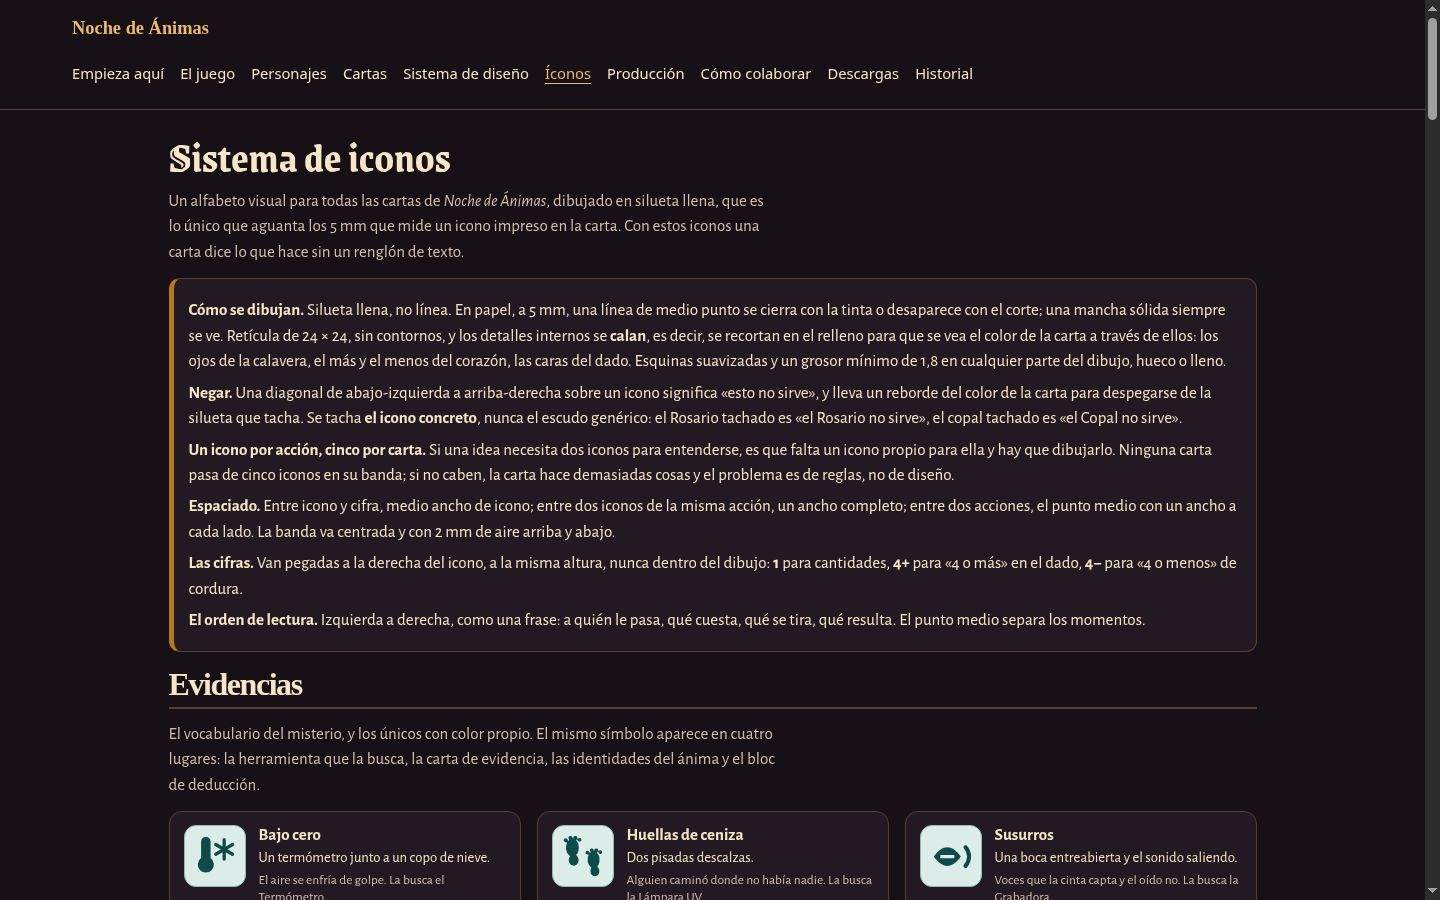 Noche de Ánimas
Empieza aquí El juego Personajes Cartas Sistema de diseño Íconos Producción Cómo colaborar Descargas Historial
Sistema de iconos
Un alfabeto visual para todas las cartas de Noche de Ánimas, dibujado en silueta llena, que es
lo único que aguanta los 5 mm que mide un icono impreso en la carta. Con estos iconos una
carta dice lo que hace sin un renglón de texto.
Cómo se dibujan. Silueta llena, no línea. En papel, a 5 mm, una línea de medio punto se cierra con la tinta o desaparece con el corte; una mancha sólida siempre
se ve. Retícula de 24 × 24, sin contornos, y los detalles internos se calan, es decir, se recortan en el relleno para que se vea el color de la carta a través de ellos: los
ojos de la calavera, el más y el menos del corazón, las caras del dado. Esquinas suavizadas y un grosor mínimo de 1,8 en cualquier parte del dibujo, hueco o lleno.
Negar. Una diagonal de abajo-izquierda a arriba-derecha sobre un icono significa «esto no sirve», y lleva un reborde del color de la carta para despegarse de la
silueta que tacha. Se tacha el icono concreto, nunca el escudo genérico: el Rosario tachado es «el Rosario no sirve», el copal tachado es «el Copal no sirve».
Un icono por acción, cinco por carta. Si una idea necesita dos iconos para entenderse, es que falta un icono propio para ella y hay que dibujarlo. Ninguna carta
pasa de cinco iconos en su banda; si no caben, la carta hace demasiadas cosas y el problema es de reglas, no de diseño.
Espaciado. Entre icono y cifra, medio ancho de icono; entre dos iconos de la misma acción, un ancho completo; entre dos acciones, el punto medio con un ancho a
cada lado. La banda va centrada y con 2 mm de aire arriba y abajo.
Las cifras. Van pegadas a la derecha del icono, a la misma altura, nunca dentro del dibujo: 1 para cantidades, 4+ para «4 o más» en el dado, 4− para «4 o menos» de
cordura.
El orden de lectura. Izquierda a derecha, como una frase: a quién le pasa, qué cuesta, qué se tira, qué resulta. El punto medio separa los momentos.
Evidencias
El vocabulario del misterio, y los únicos con color propio. El mismo símbolo aparece en cuatro
lugares: la herramienta que la busca, la carta de evidencia, las identidades del ánima y el bloc
de deducción.
Bajo cero
Un termómetro junto a un copo de nieve.
El aire se enfría de golpe. La busca el
Termómetro.
Huellas de ceniza
Dos pisadas descalzas.
Alguien caminó donde no había nadie. La busca
la Lámpara UV.
Susurros
Una boca entreabierta y el sonido saliendo.
Voces que la cinta capta y el oído no. La busca la
Grabadora.